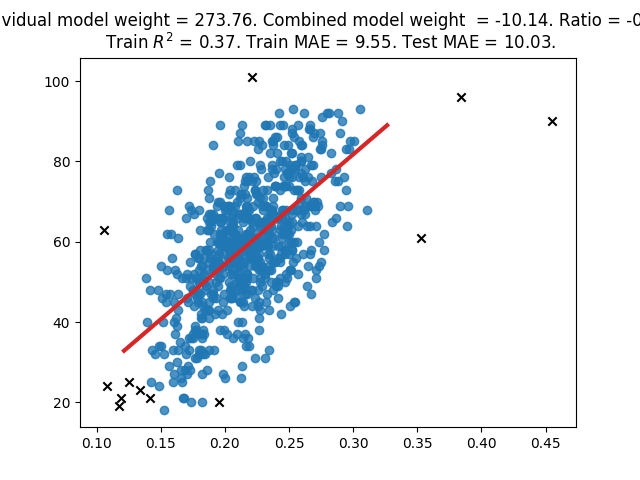 vidual model weight = 273.76. Combined model weight  = -10.14. Ratio = -0
Train R² = 0.37. Train MAE = 9.55. Test MAE = 10.03.
100
80
60
40
20
0.10 0.15 0.20 0.25 0.30 0.35 0.40 0.45